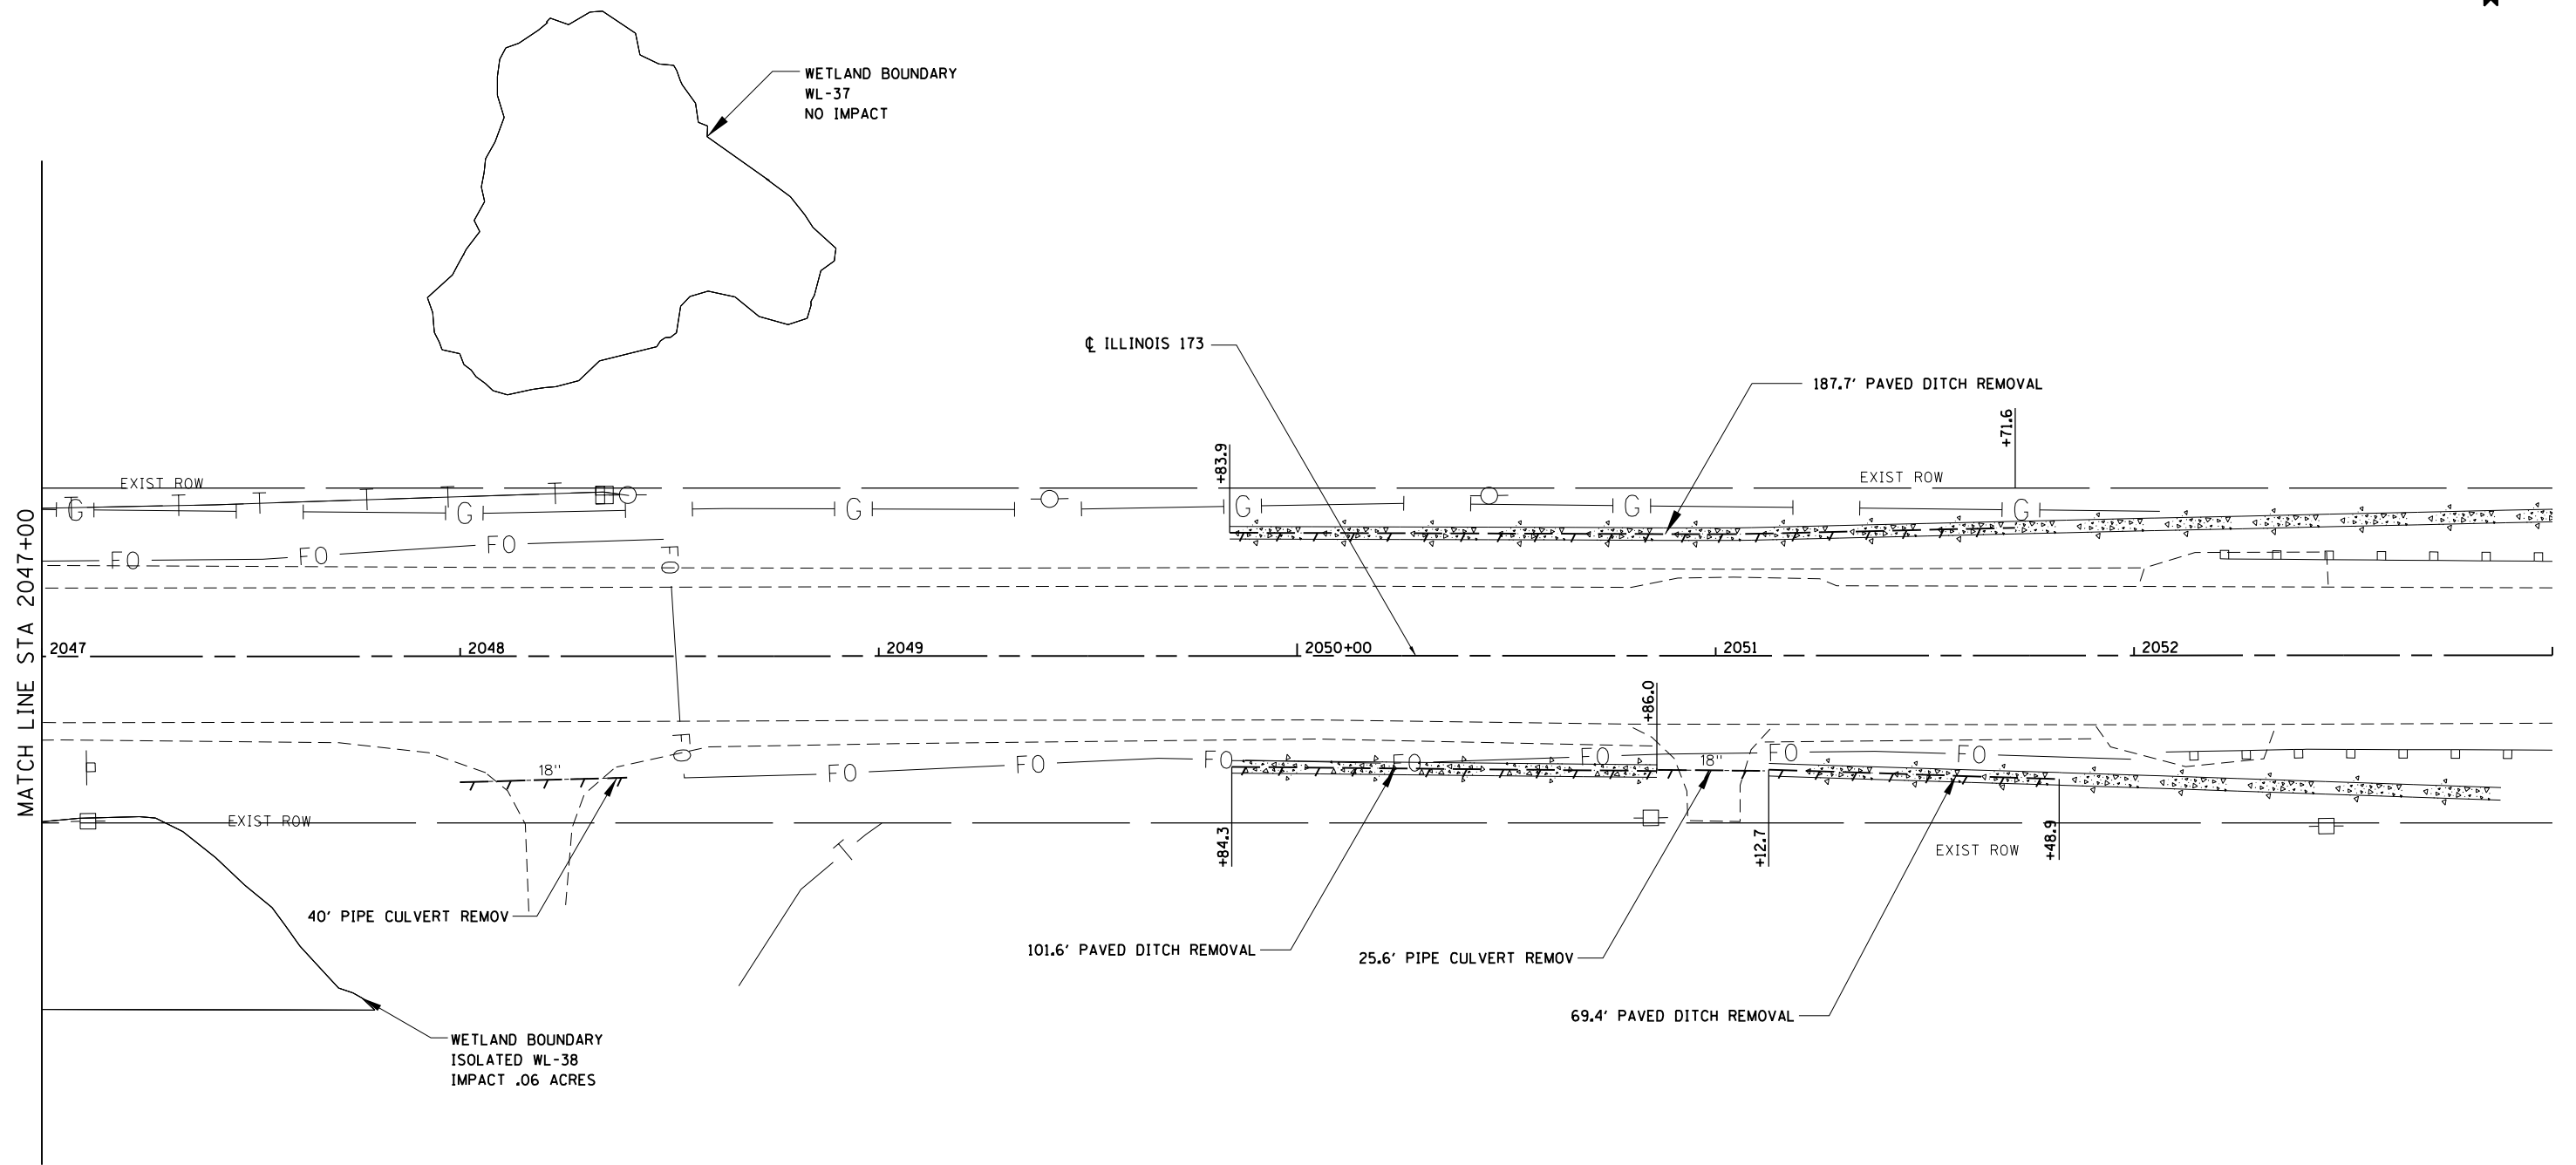 WETLAND BOUNDARY
WL-37
NO IMPACT
℄ ILLINOIS 173
187.7' PAVED DITCH REMOVAL
+83.9
+71.6
EXIST ROW
EXIST ROW
T T T T T T
G G G G G G
FO FO FO FO
MATCH LINE STA 2047+00
2047 2048 2049 2050+00 2051 2052
+86.0
FO
18"
FO FO FO FO FO FO FO
18"
EXIST ROW
T
+84.3
+12.7
+48.9
EXIST ROW
40' PIPE CULVERT REMOV
101.6' PAVED DITCH REMOVAL
25.6' PIPE CULVERT REMOV
69.4' PAVED DITCH REMOVAL
WETLAND BOUNDARY
ISOLATED WL-38
IMPACT .06 ACRES